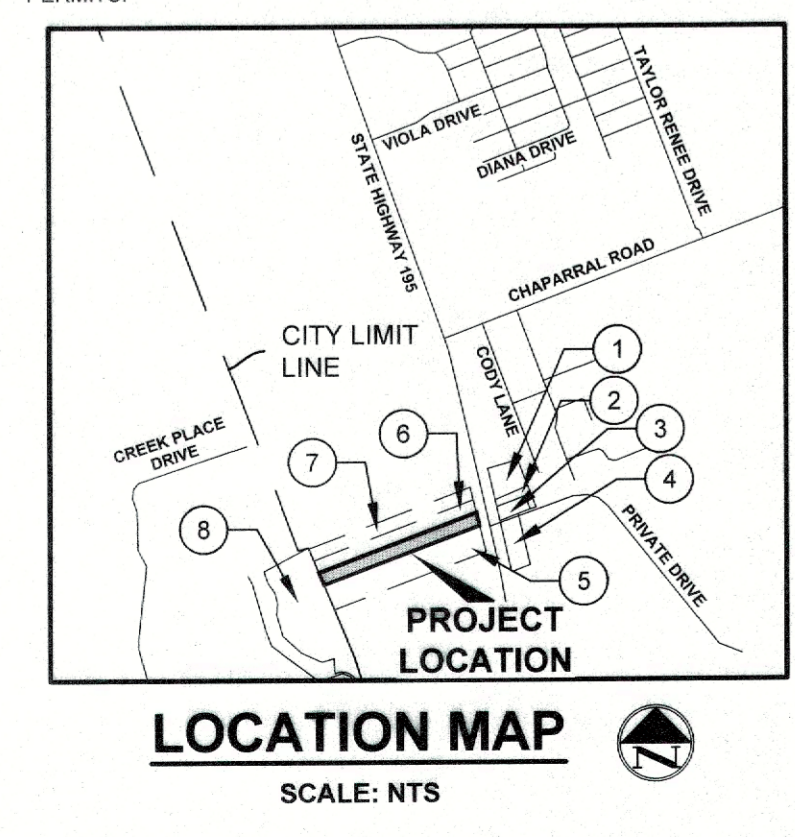 TAYLOR RENEE DRIVE
VIOLA DRIVE
DIANA DRIVE
STATE HIGHWAY 195
CHAPARRAL ROAD
CITY LIMIT
LINE
CODY LANE
1
2
3
4
CREEK PLACE
DRIVE
6
7
8
PRIVATE DRIVE
5
PROJECT
LOCATION
LOCATION MAP
N
SCALE: NTS